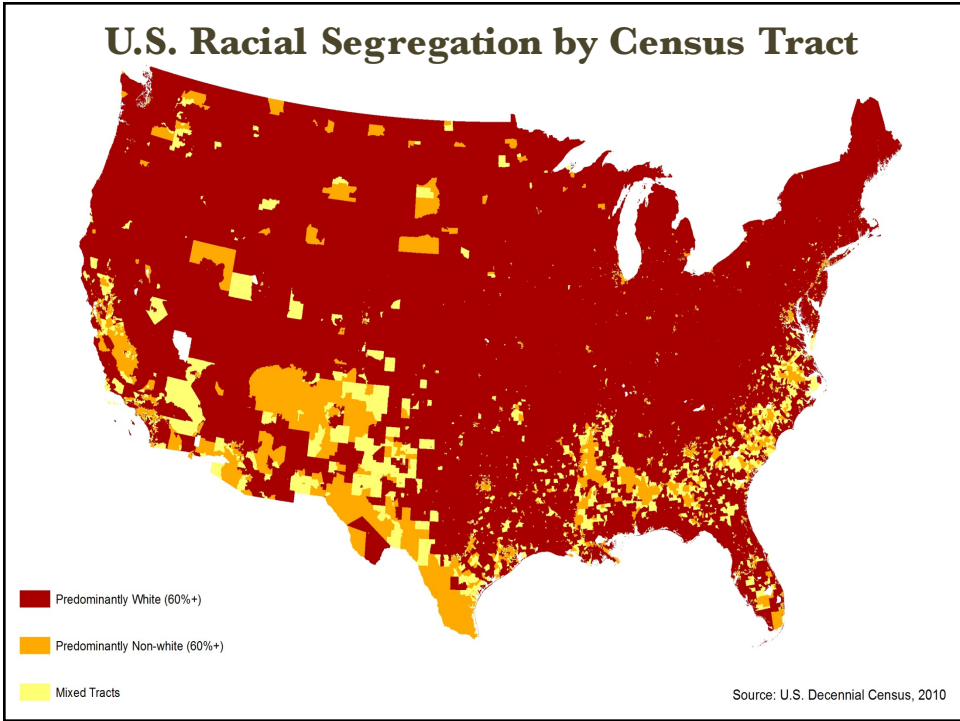 U.S. Racial Segregation by Census Tract
Predominantly White (60%+)
Predominantly Non-white (60%+)
Mixed Tracts
Source: U.S. Decennial Census, 2010